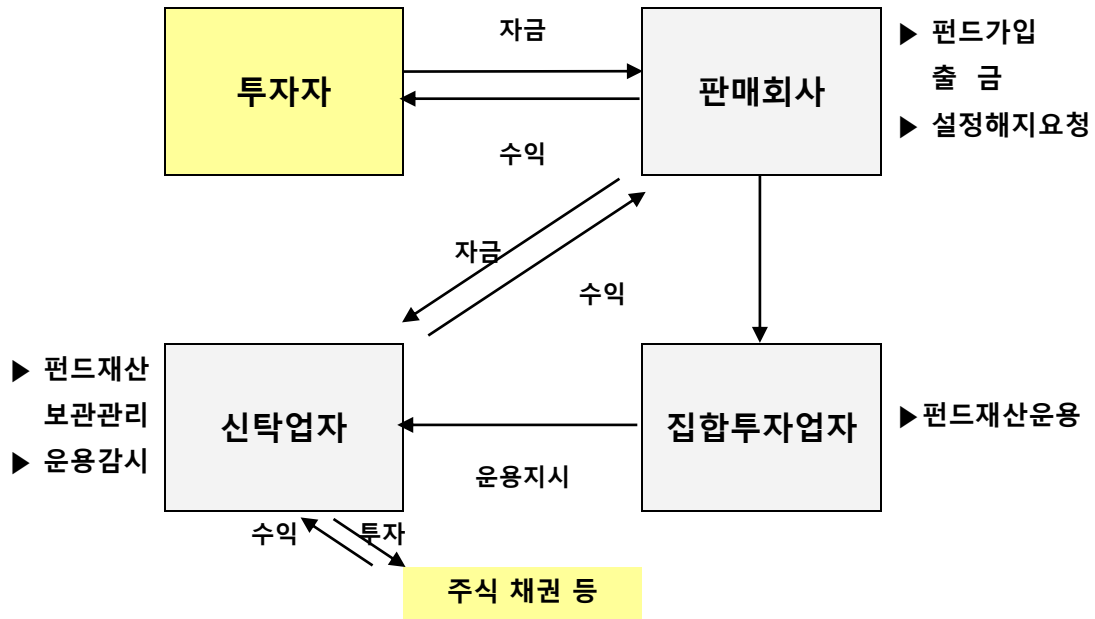 자금
투자자
판매회사
▶ 펀드가입
출 금
▶ 설정해지요청
수익
자금
수익
▶ 펀드재산
보관관리
▶ 운용감시
신탁업자
집합투자업자
▶펀드재산운용
운용지시
수익
투자
주식 채권 등